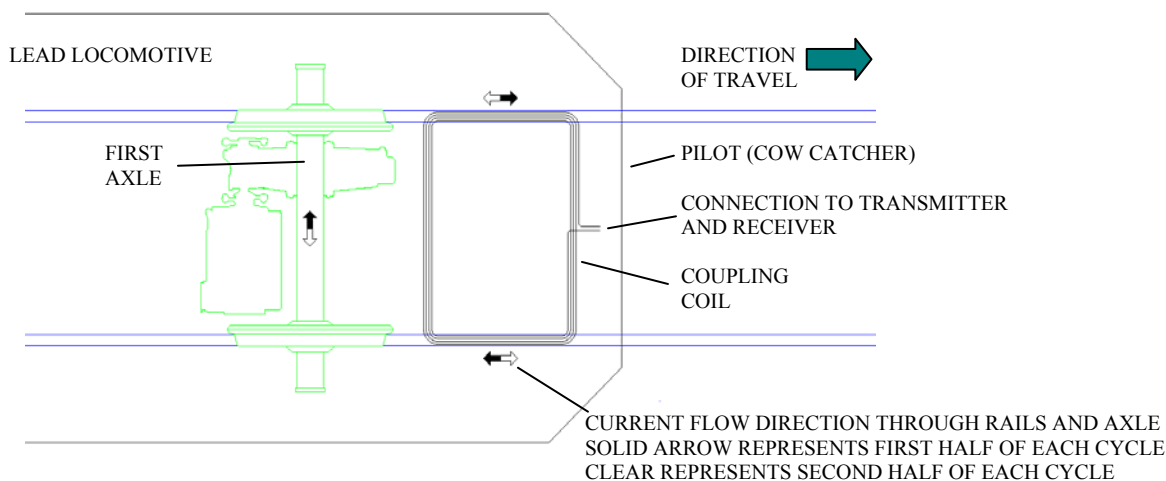 LEAD LOCOMOTIVE
DIRECTION
OF TRAVEL
FIRST
AXLE
PILOT (COW CATCHER)
CONNECTION TO TRANSMITTER
AND RECEIVER
COUPLING
COIL
CURRENT FLOW DIRECTION THROUGH RAILS AND AXLE
SOLID ARROW REPRESENTS FIRST HALF OF EACH CYCLE
CLEAR REPRESENTS SECOND HALF OF EACH CYCLE